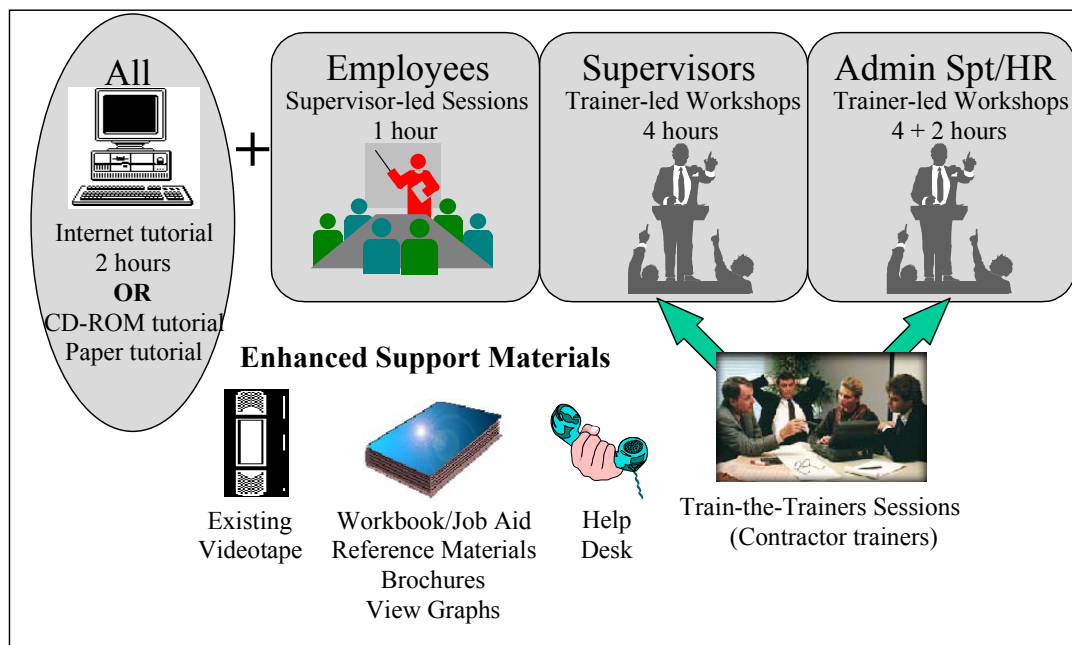 All
Internet tutorial
2 hours
OR
CD-ROM tutorial
Paper tutorial
+
Employees
Supervisor-led Sessions
1 hour
Supervisors
Trainer-led Workshops
4 hours
Admin Spt/HR
Trainer-led Workshops
4 + 2 hours
Enhanced Support Materials
Existing
Videotape
Workbook/Job Aid
Reference Materials
Brochures
View Graphs
Help
Desk
Train-the-Trainers Sessions
(Contractor trainers)